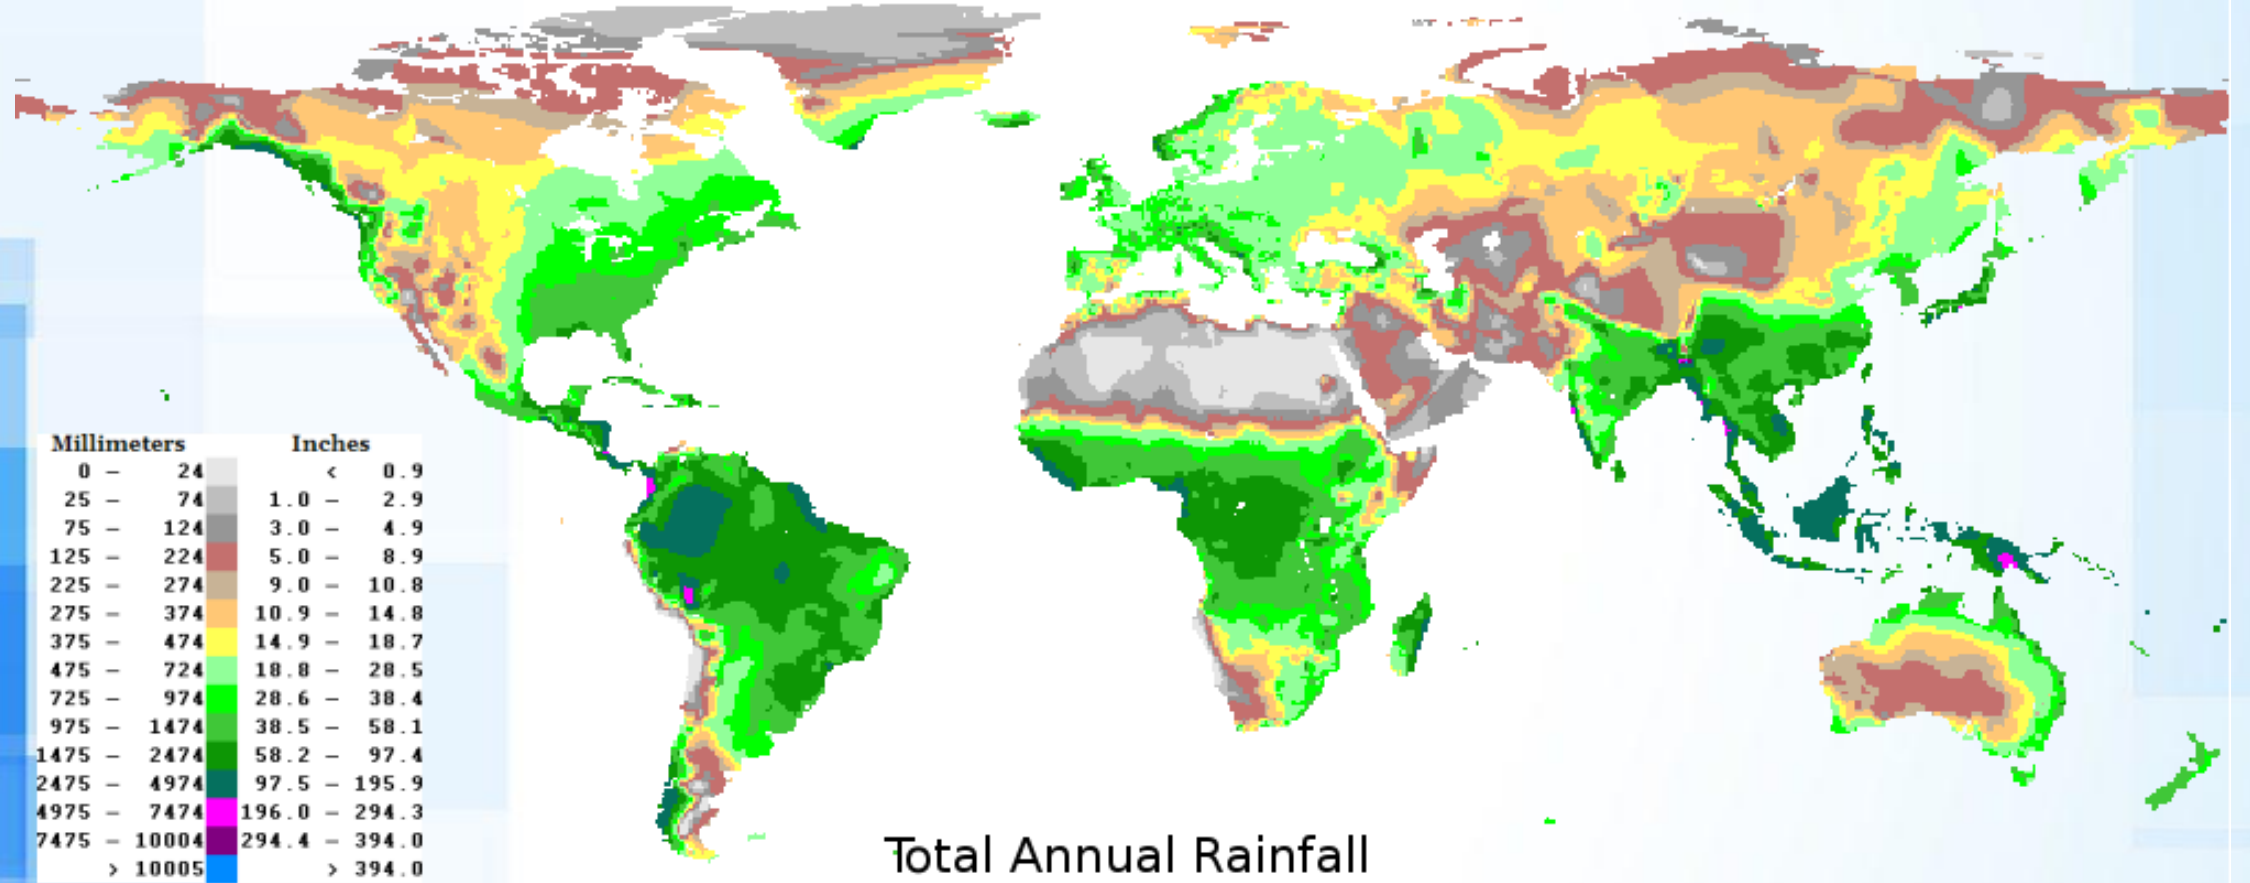 Millimeters Inches
0 – 24 < 0.9
25 – 74 1.0 – 2.9
75 – 124 3.0 – 4.9
125 – 224 5.0 – 8.9
225 – 274 9.0 – 10.8
275 – 374 10.9 – 14.8
375 – 474 14.9 – 18.7
475 – 724 18.8 – 28.5
725 – 974 28.6 – 38.4
975 – 1474 38.5 – 58.1
1475 – 2474 58.2 – 97.4
2475 – 4974 97.5 – 195.9
4975 – 7474 196.0 – 294.3
7475 – 10004 294.4 – 394.0
> 10005 > 394.0
Total Annual Rainfall